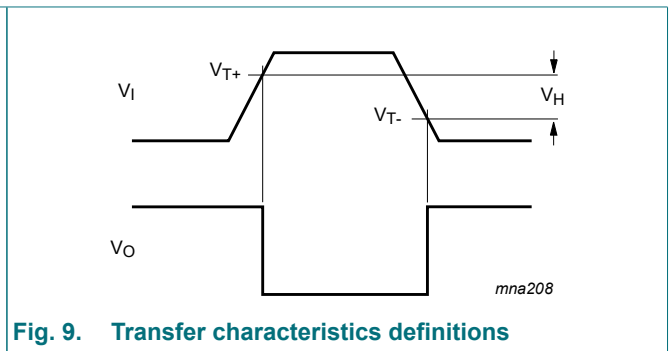 VT+
VI
VH
VT-
VO
mna208
Fig. 9. Transfer characteristics definitions